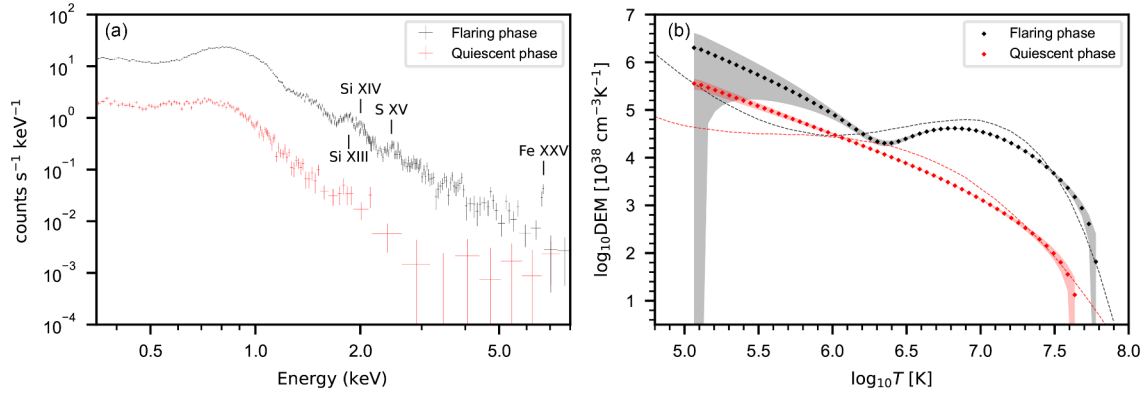 (a)
Flaring phase
Quiescent phase
Si XIV
S XV
Si XIII
Fe XXV
10^2
10^1
10^0
10^−1
10^−2
10^−3
10^−4
counts s^−1 keV^−1
0.5
1.0
2.0
5.0
Energy (keV)
(b)
Flaring phase
Quiescent phase
7
6
5
4
3
2
1
log_10DEM [10^38 cm^−3K^−1]
5.0
5.5
6.0
6.5
7.0
7.5
8.0
log_10T [K]